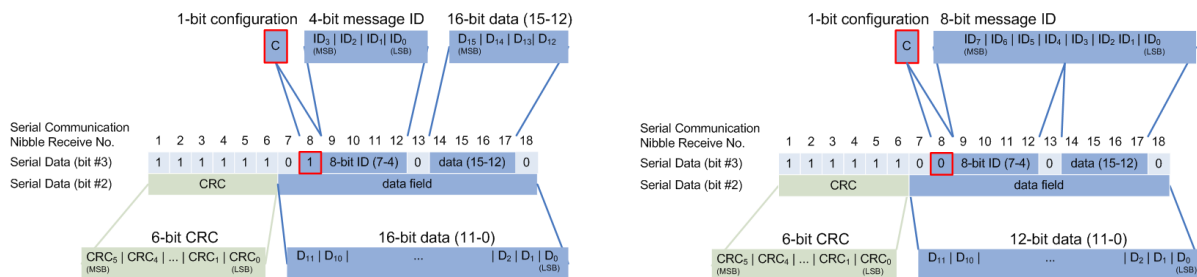 1-bit configuration 4-bit message ID 16-bit data (15-12)
C
ID3 | ID2 | ID1| ID0
(MSB) (LSB)
D15 | D14 | D13| D12
(MSB) (LSB)
Serial Communication
Nibble Receive No.
1 2 3 4 5 6 7 8 9 10 11 12 13 14 15 16 17 18
Serial Data (bit #3) 1 1 1 1 1 1 0 1 8-bit ID (7-4) 0 data (15-12) 0
Serial Data (bit #2) CRC data field
6-bit CRC 16-bit data (11-0)
CRC5 | CRC4 | ... | CRC1 | CRC0
(MSB) (LSB)
D11 | D10 | ... | D2 | D1 | D0
(LSB)
1-bit configuration 8-bit message ID
C
ID7 | ID6 | ID5 | ID4 | ID3 | ID2 ID1 | ID0
(MSB) (LSB)
Serial Communication
Nibble Receive No.
1 2 3 4 5 6 7 8 9 10 11 12 13 14 15 16 17 18
Serial Data (bit #3) 1 1 1 1 1 1 0 0 8-bit ID (7-4) 0 data (15-12) 0
Serial Data (bit #2) CRC data field
6-bit CRC 12-bit data (11-0)
CRC5 | CRC4 | ... | CRC1 | CRC0
(MSB) (LSB)
D11 | D10 | ... | D2 | D1 | D0
(LSB)